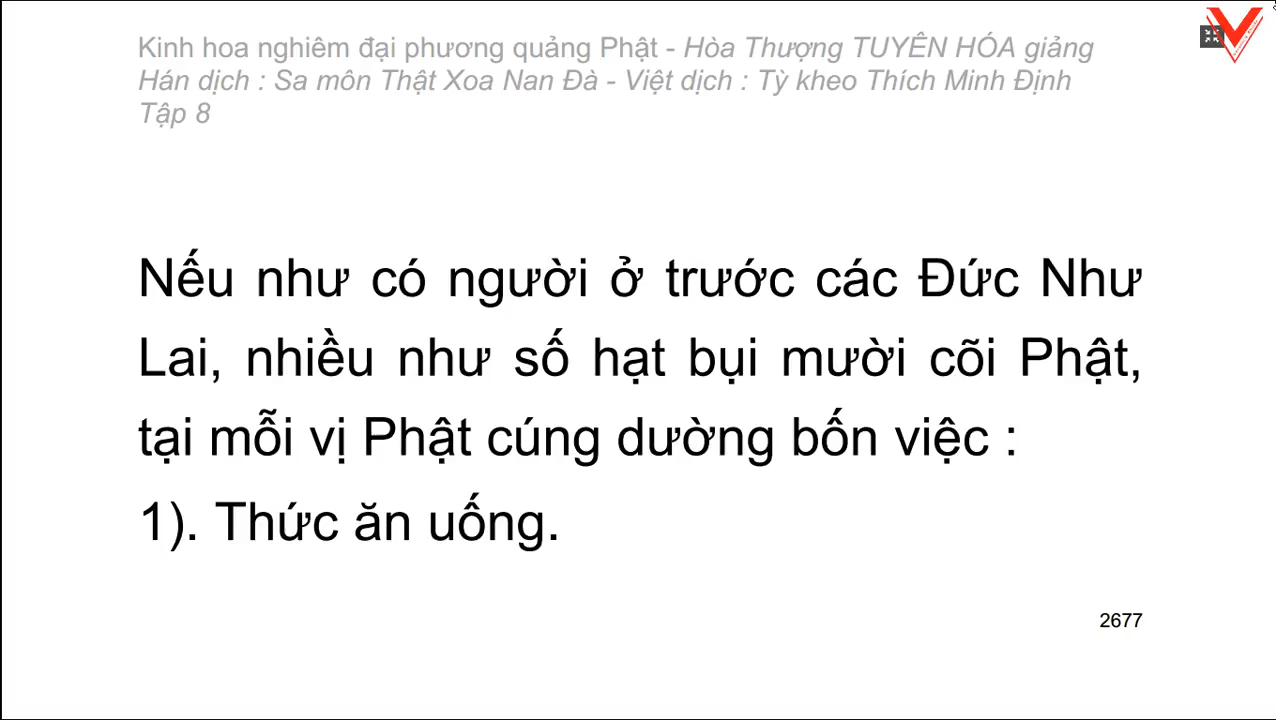 Kinh hoa nghiêm đại phương quảng Phật - Hòa Thượng TUYÊN HÓA giảng
Hán dịch : Sa môn Thật Xoa Nan Đà - Việt dịch : Tỳ kheo Thích Minh Định
Tập 8
Nếu như có người ở trước các Đức Như
Lai, nhiều như số hạt bụi mười cõi Phật,
tại mỗi vị Phật cúng dường bốn việc :
1). Thức ăn uống.
2677